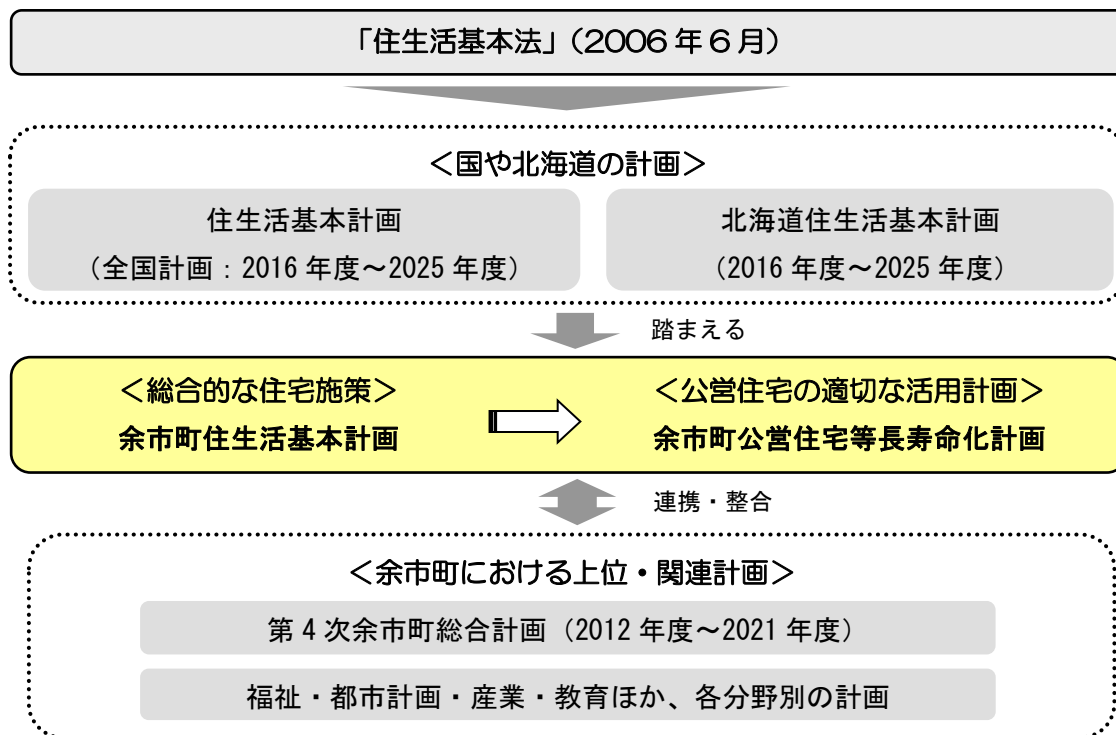 「住生活基本法」（2006年6月）
＜国や北海道の計画＞
住生活基本計画
（全国計画：2016年度～2025年度）
北海道住生活基本計画
（2016年度～2025年度）
踏まえる
＜総合的な住宅施策＞
余市町住生活基本計画
＜公営住宅の適切な活用計画＞
余市町公営住宅等長寿命化計画
連携・整合
＜余市町における上位・関連計画＞
第4次余市町総合計画（2012年度～2021年度）
福祉・都市計画・産業・教育ほか、各分野別の計画